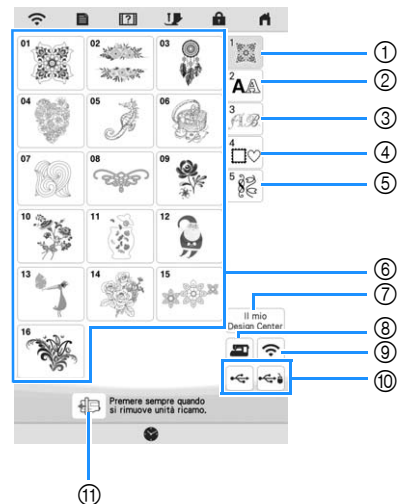 01 02 03
04 05 06
07 08 09
10 11 12
13 14 15
16
1
2 AA
3 AB
4
5
Il mio
Design Center
Premere sempre quando
si rimuove unità ricamo.
①
②
③
④
⑤
⑥
⑦
⑧
⑨
⑩
⑪